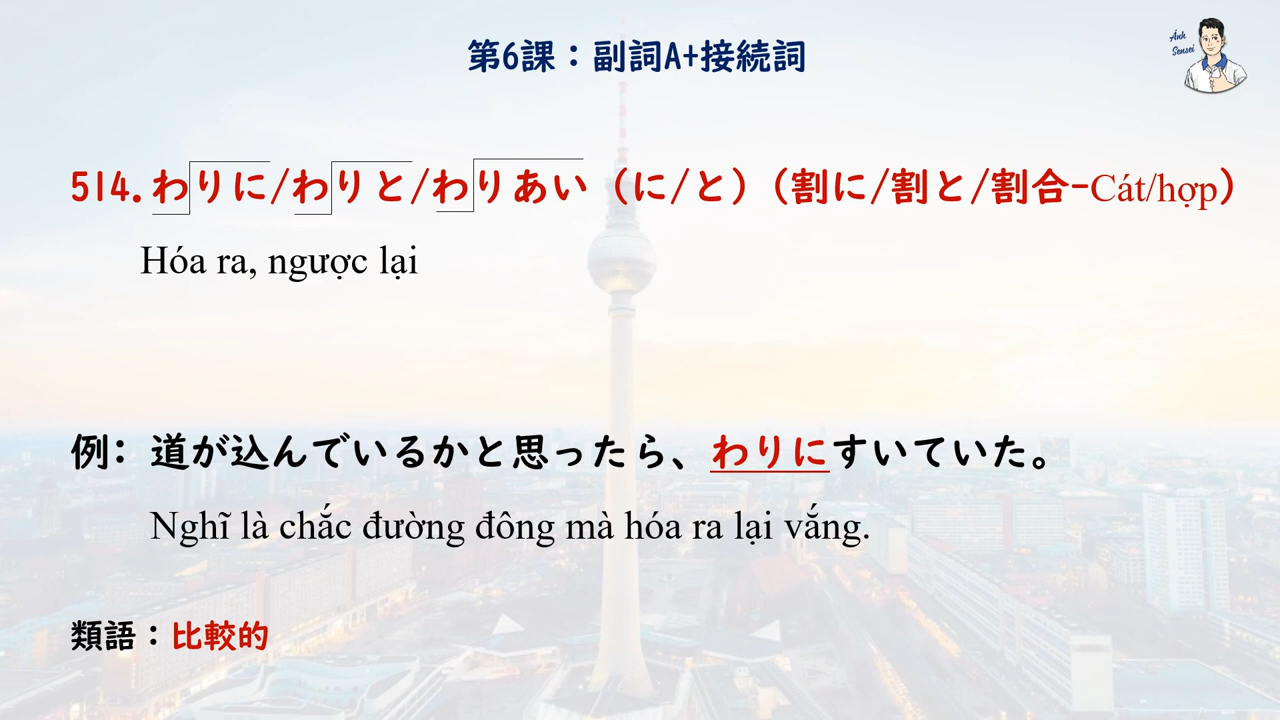 第6課：副詞A+接続詞
Ánh
Sensei
514. わりに/わりと/わりあい（に/と）（割に/割と/割合-Cát/hợp）
Hóa ra, ngược lại
例：道が込んでいるかと思ったら、わりにすいていた。
Nghĩ là chắc đường đông mà hóa ra lại vắng.
類語：比較的